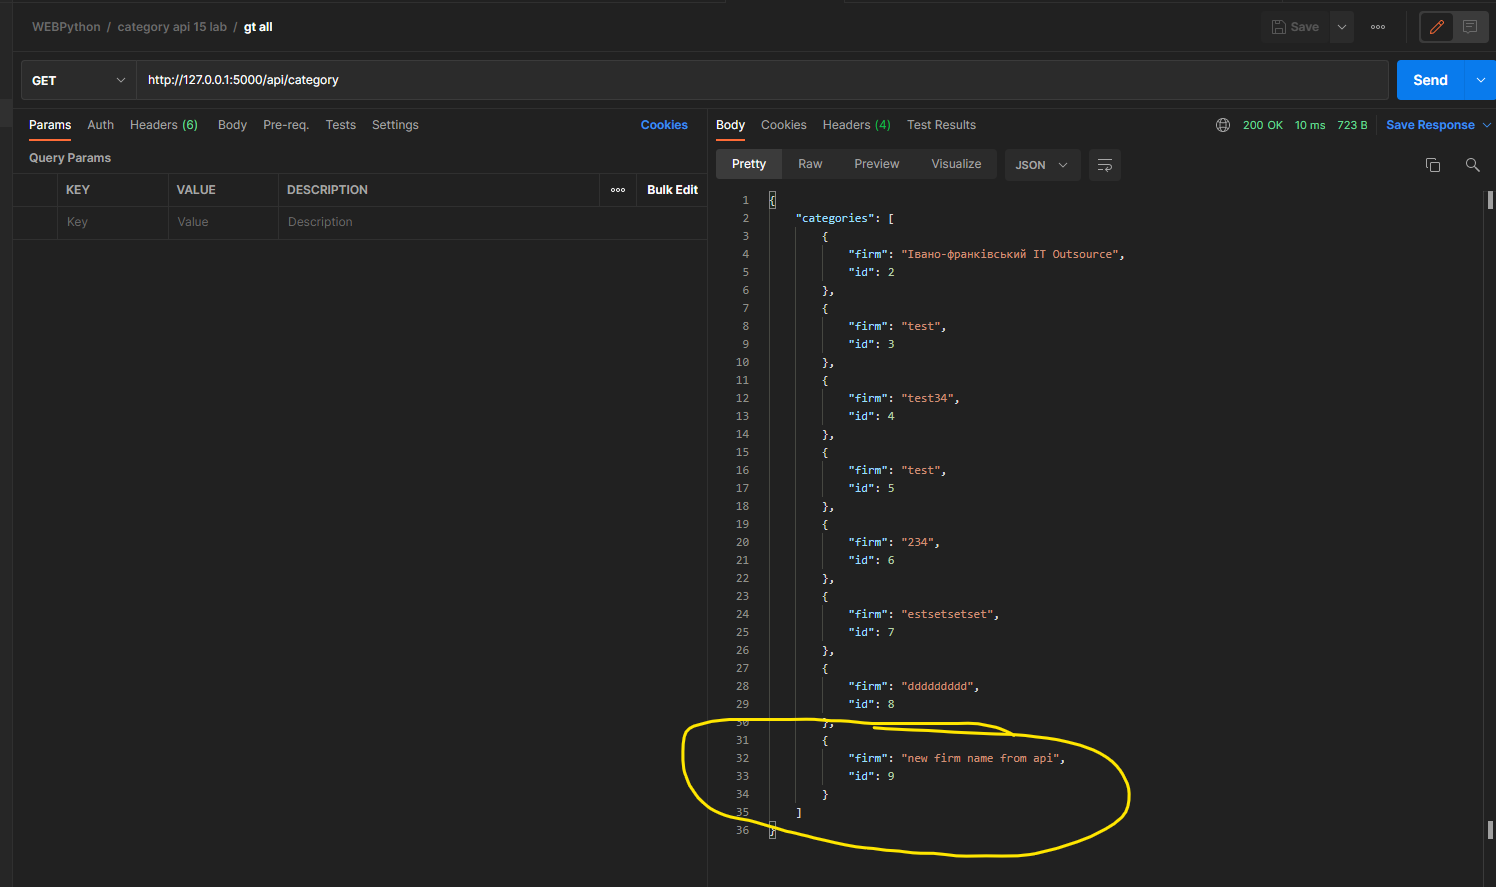 WEBPython / category api 15 lab / gt all
Save
GET
http://127.0.0.1:5000/api/category
Send
Params Auth Headers (6) Body Pre-req. Tests Settings Cookies
Query Params
KEY VALUE DESCRIPTION Bulk Edit
Key Value Description
Body Cookies Headers (4) Test Results 200 OK 10 ms 723 B Save Response
Pretty Raw Preview Visualize JSON
1 {
2 "categories": [
3 {
4 "firm": "Івано-франківський IT Outsource",
5 "id": 2
6 },
7 {
8 "firm": "test",
9 "id": 3
10 },
11 {
12 "firm": "test34",
13 "id": 4
14 },
15 {
16 "firm": "test",
17 "id": 5
18 },
19 {
20 "firm": "234",
21 "id": 6
22 },
23 {
24 "firm": "estsetsetset",
25 "id": 7
26 },
27 {
28 "firm": "ddddddddd",
29 "id": 8
30 },
31 {
32 "firm": "new firm name from api",
33 "id": 9
34 }
35 ]
36 }